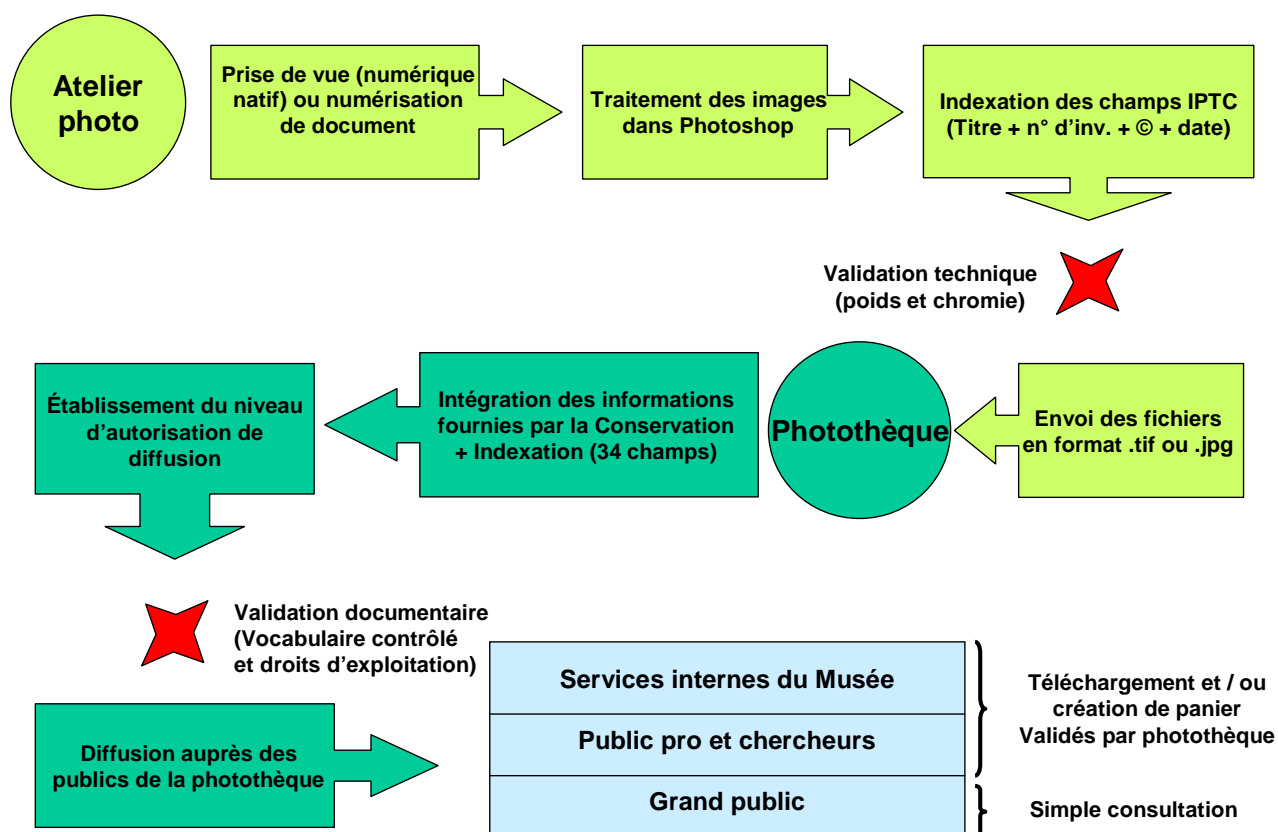 Atelier
photo
Prise de vue (numérique
natif) ou numérisation
de document
Traitement des images
dans Photoshop
Indexation des champs IPTC
(Titre + n° d'inv. + © + date)
Validation technique
(poids et chromie)
Envoi des fichiers
en format .tif ou .jpg
Photothèque
Intégration des informations
fournies par la Conservation
+ Indexation (34 champs)
Établissement du niveau
d'autorisation de
diffusion
Validation documentaire
(Vocabulaire contrôlé
et droits d'exploitation)
Diffusion auprès des
publics de la photothèque
Services internes du Musée
Public pro et chercheurs
Grand public
Téléchargement et / ou
création de panier
Validés par photothèque
Simple consultation